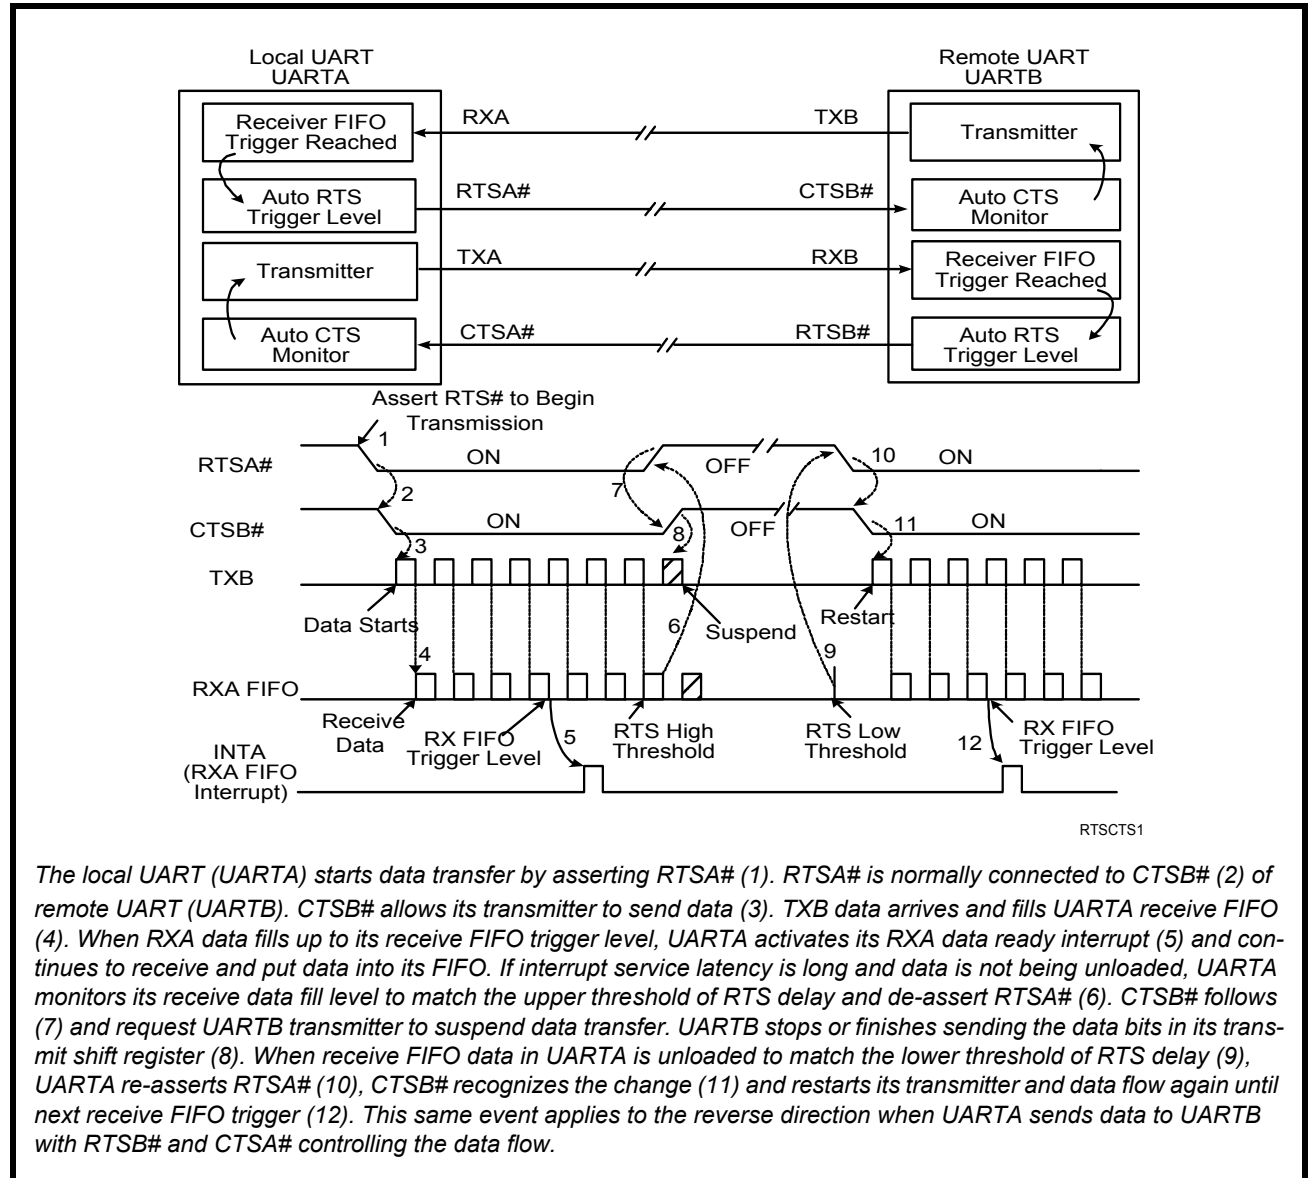 Local UART
UARTA
Remote UART
UARTB
Receiver FIFO
Trigger Reached
RXA
TXB
Transmitter
Auto RTS
Trigger Level
RTSA#
CTSB#
Auto CTS
Monitor
Transmitter
TXA
RXB
Receiver FIFO
Trigger Reached
Auto CTS
Monitor
CTSA#
RTSB#
Auto RTS
Trigger Level
Assert RTS# to Begin
Transmission
1
RTSA#
ON
OFF
10
ON
2
7
CTSB#
ON
8
OFF
11
ON
3
TXB
Data Starts
6
Suspend
Restart
4
9
RXA FIFO
Receive
Data
RX FIFO
Trigger Level
5
RTS High
Threshold
RTS Low
Threshold
12
RX FIFO
Trigger Level
INTA
(RXA FIFO
Interrupt)
RTSCTS1
The local UART (UARTA) starts data transfer by asserting RTSA# (1). RTSA# is normally connected to CTSB# (2) of
remote UART (UARTB). CTSB# allows its transmitter to send data (3). TXB data arrives and fills UARTA receive FIFO
(4). When RXA data fills up to its receive FIFO trigger level, UARTA activates its RXA data ready interrupt (5) and con-
tinues to receive and put data into its FIFO. If interrupt service latency is long and data is not being unloaded, UARTA
monitors its receive data fill level to match the upper threshold of RTS delay and de-assert RTSA# (6). CTSB# follows
(7) and request UARTB transmitter to suspend data transfer. UARTB stops or finishes sending the data bits in its trans-
mit shift register (8). When receive FIFO data in UARTA is unloaded to match the lower threshold of RTS delay (9),
UARTA re-asserts RTSA# (10), CTSB# recognizes the change (11) and restarts its transmitter and data flow again until
next receive FIFO trigger (12). This same event applies to the reverse direction when UARTA sends data to UARTB
with RTSB# and CTSA# controlling the data flow.